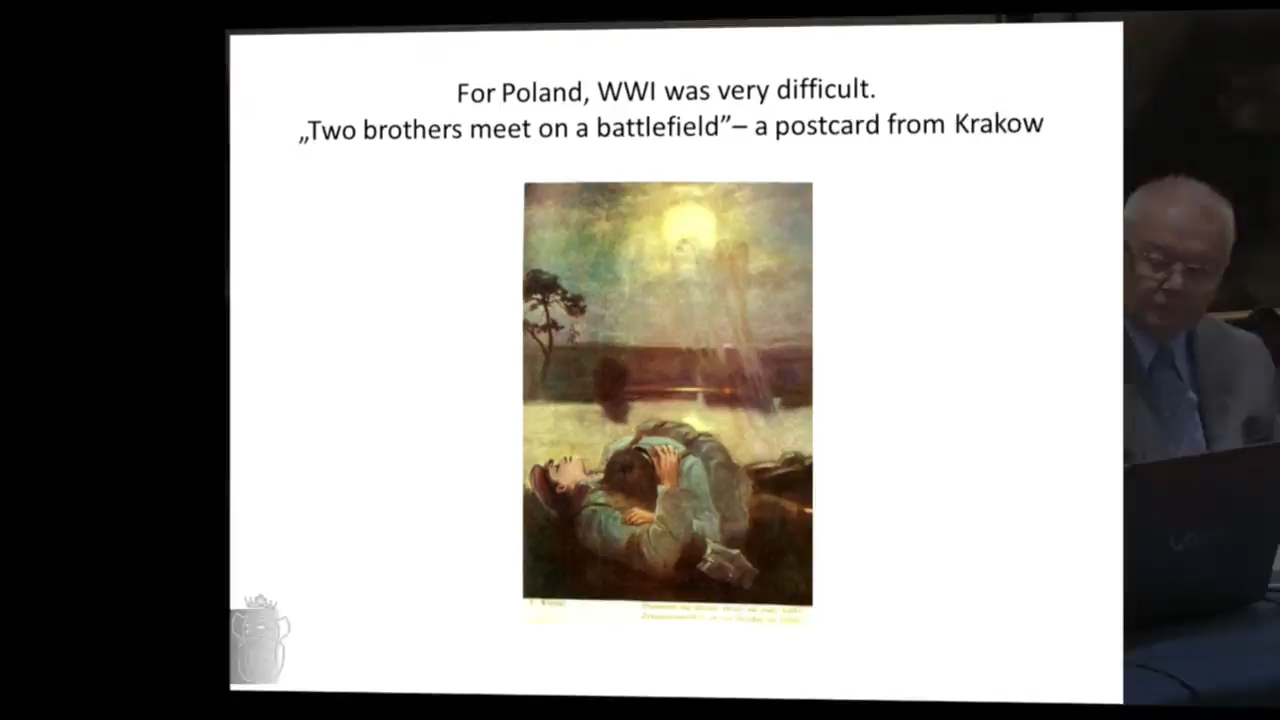 For Poland, WWI was very difficult.
„Two brothers meet on a battlefield”– a postcard from Krakow